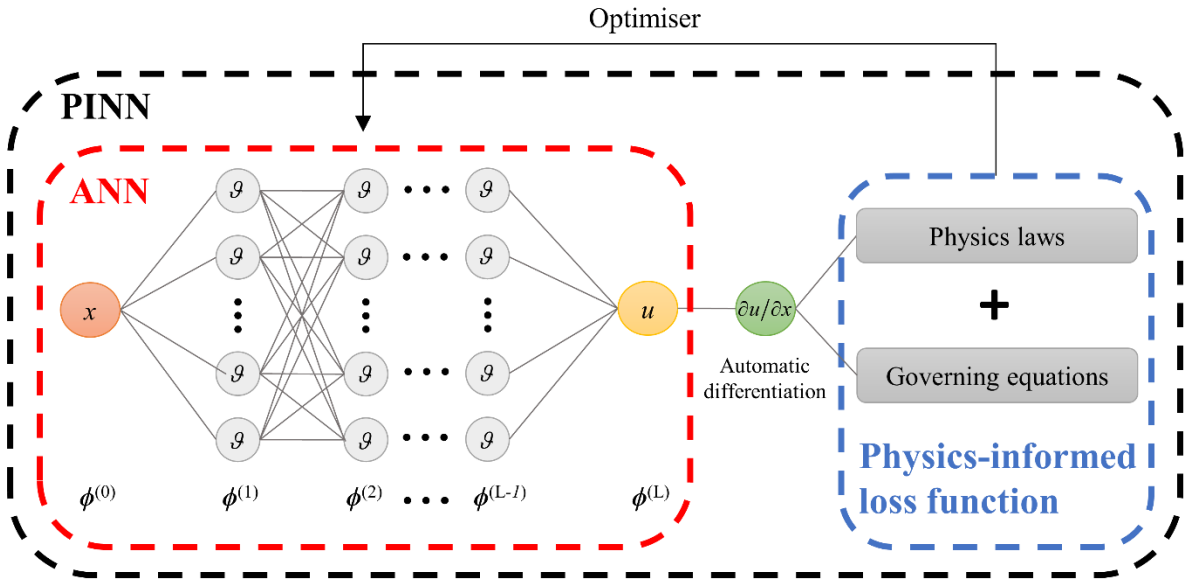 Optimiser
PINN
ANN
ϑ ϑ ••• ϑ
ϑ ϑ ••• ϑ
x u ∂u/∂x
ϑ ϑ ••• ϑ
ϑ ϑ ••• ϑ
Physics laws
+
Governing equations
Automatic
differentiation
Physics-informed
loss function
ϕ(0) ϕ(1) ϕ(2) ••• ϕ(L-1) ϕ(L)